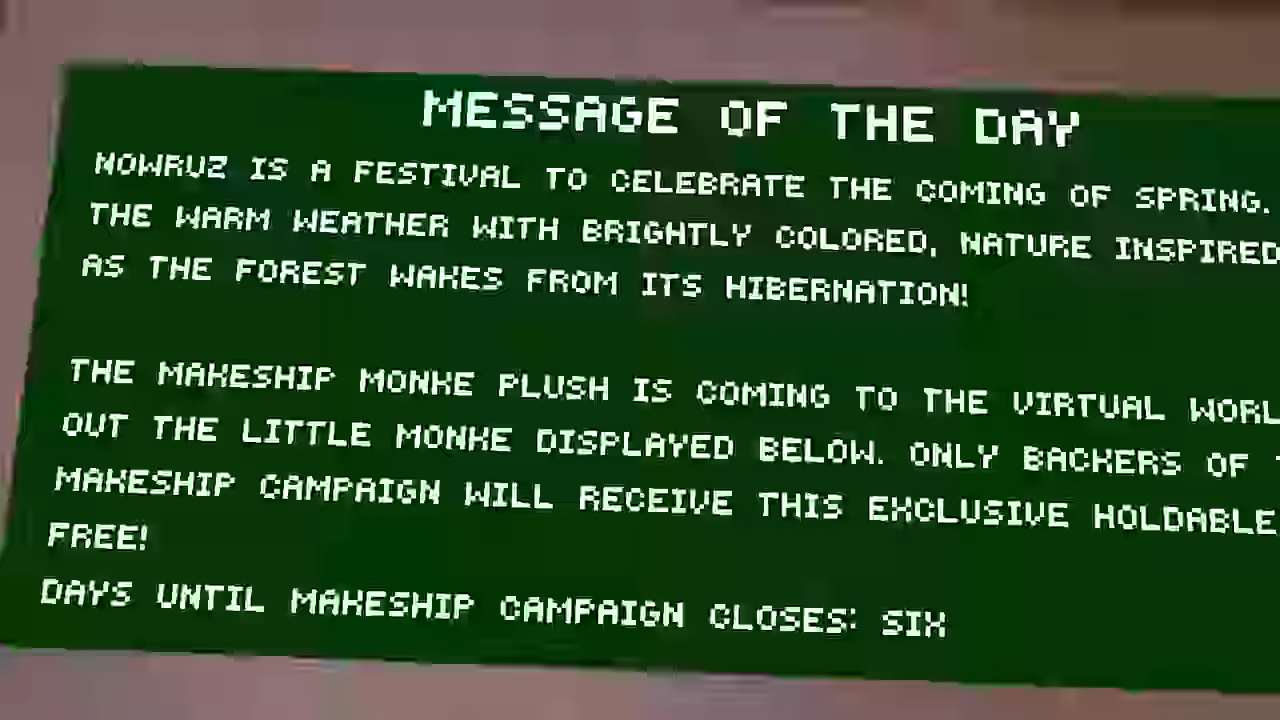 MESSAGE OF THE DAY
NOWRUZ IS A FESTIVAL TO CELEBRATE THE COMING OF SPRING.
THE WARM WEATHER WITH BRIGHTLY COLORED, NATURE INSPIRED
AS THE FOREST WAKES FROM ITS HIBERNATION!
THE MAKESHIP MONKE PLUSH IS COMING TO THE VIRTUAL
OUT THE LITTLE MONKE DISPLAYED BELOW. ONLY BACKERS OF
MAKESHIP CAMPAIGN WILL RECEIVE THIS EXCLUSIVE HOLDABLE
FREE!
DAYS UNTIL MAKESHIP CAMPAIGN CLOSES: SIX